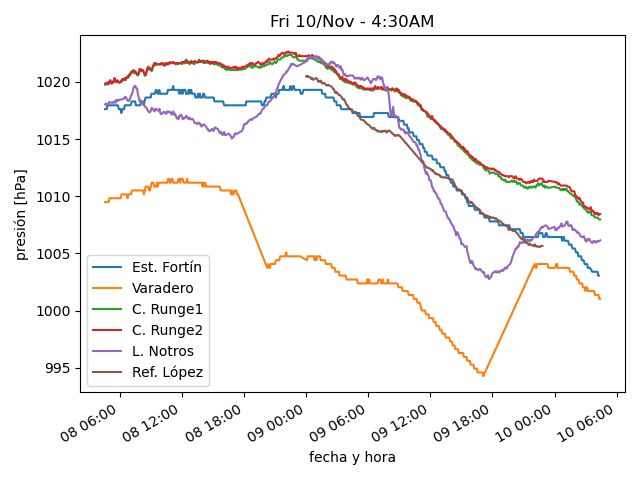 Fri 10/Nov - 4:30AM
presión [hPa]
1020
1015
1010
1005
1000
995
Est. Fortín
Varadero
C. Runge1
C. Runge2
L. Notros
Ref. López
08 06:00
08 12:00
08 18:00
09 00:00
09 06:00
09 12:00
09 18:00
10 00:00
10 06:00
fecha y hora